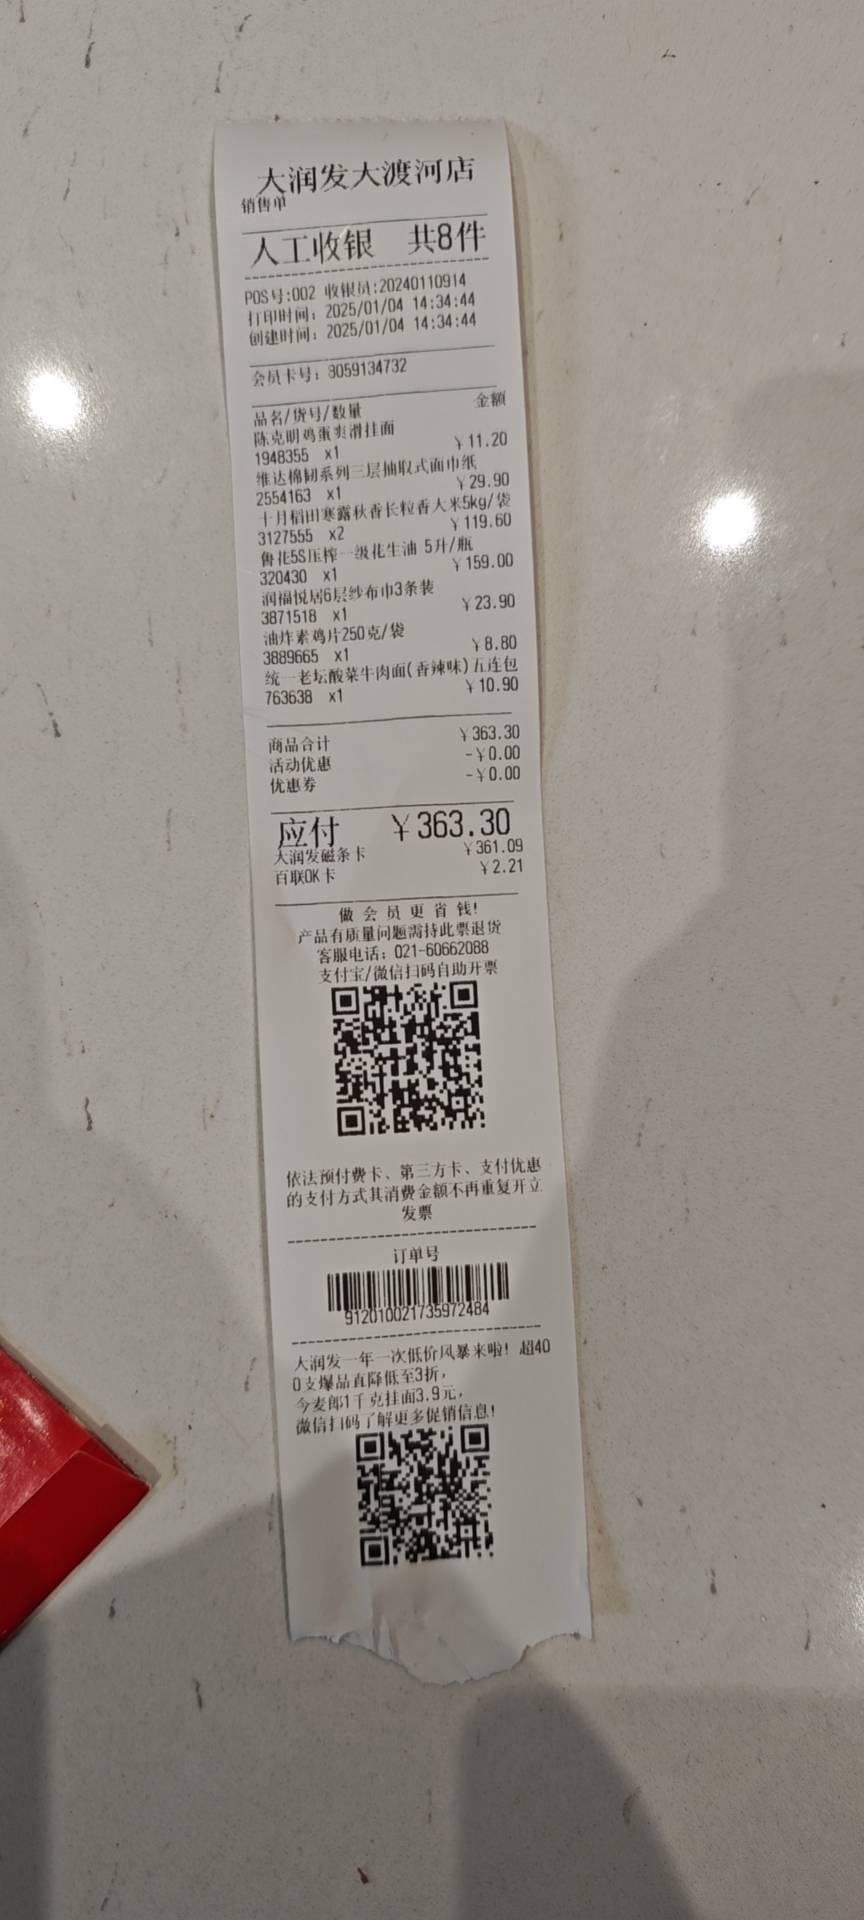 大润发大渡河店
销售单
人工收银 共8件
POS号:002 收银员:20240110914
打印时间: 2025/01/04 14:34:44
创建时间: 2025/01/04 14:34:44
会员卡号: 8059134732
品名/货号/数量 金额
陈克明鸡蛋爽滑挂面
1948355 x1 ¥11.20
维达棉韧系列三层抽取式面巾纸
2554163 x1 ¥29.90
十月稻田寒露秋香长粒香大米5kg/袋
3127555 x2 ¥119.60
鲁花5S压榨一级花生油 5升/瓶
320430 x1 ¥159.00
润福悦居6层纱布巾3条装
3871518 x1 ¥23.90
油炸素鸡片250克/袋
3889665 x1 ¥8.80
统一老坛酸菜牛肉面(香辣味)五连包
763638 x1 ¥10.90
商品合计 ¥363.30
活动优惠 -¥0.00
优惠券 -¥0.00
应付 ¥363.30
大润发磁条卡 ¥361.09
百联OK卡 ¥2.21
做会员更省钱!
产品有质量问题需持此票退货
客服电话: 021-60662088
支付宝/微信扫码自助开票
依法预付费卡、第三方卡、支付优惠
的支付方式其消费金额不再重复开立
发票
订单号
912010021735972484
大润发一年一次低价风暴来啦! 超40
0支爆品直降低至3折,
今麦郎1千克挂面3.9元,
微信扫码了解更多促销信息!